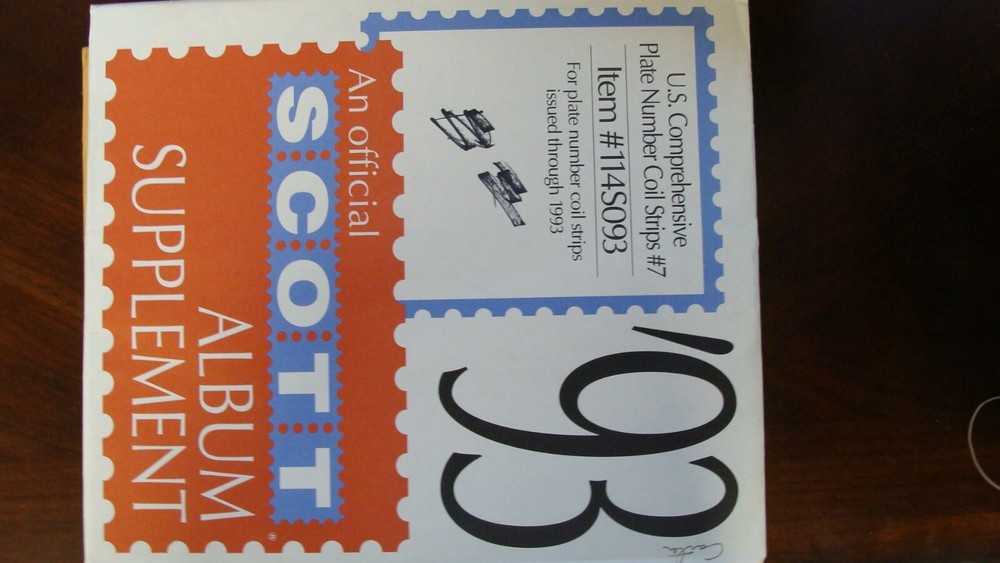 U.S. Comprehensive
Plate Number Coil Strips #7
Item #114S093
For plate number coil strips
issued through 1993
'93
An official
SCOTT
ALBUM
SUPPLEMENT
®